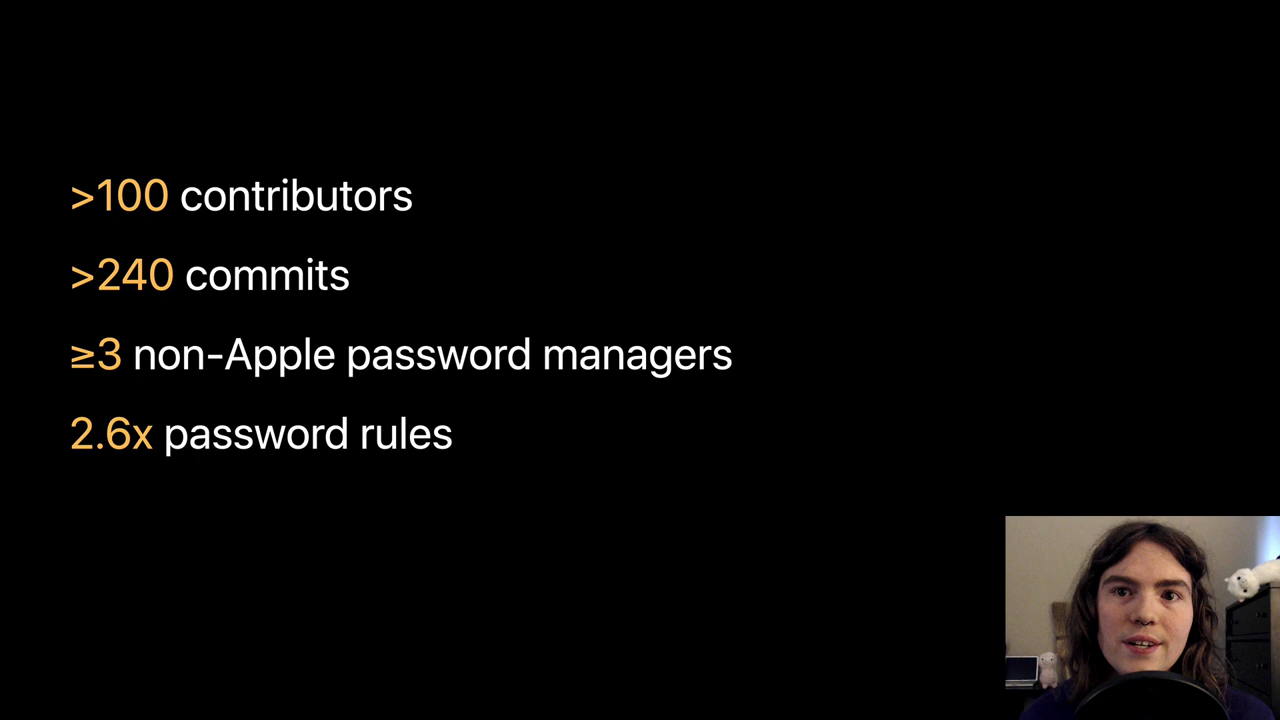 >100 contributors
>240 commits
≥3 non-Apple password managers
2.6x password rules